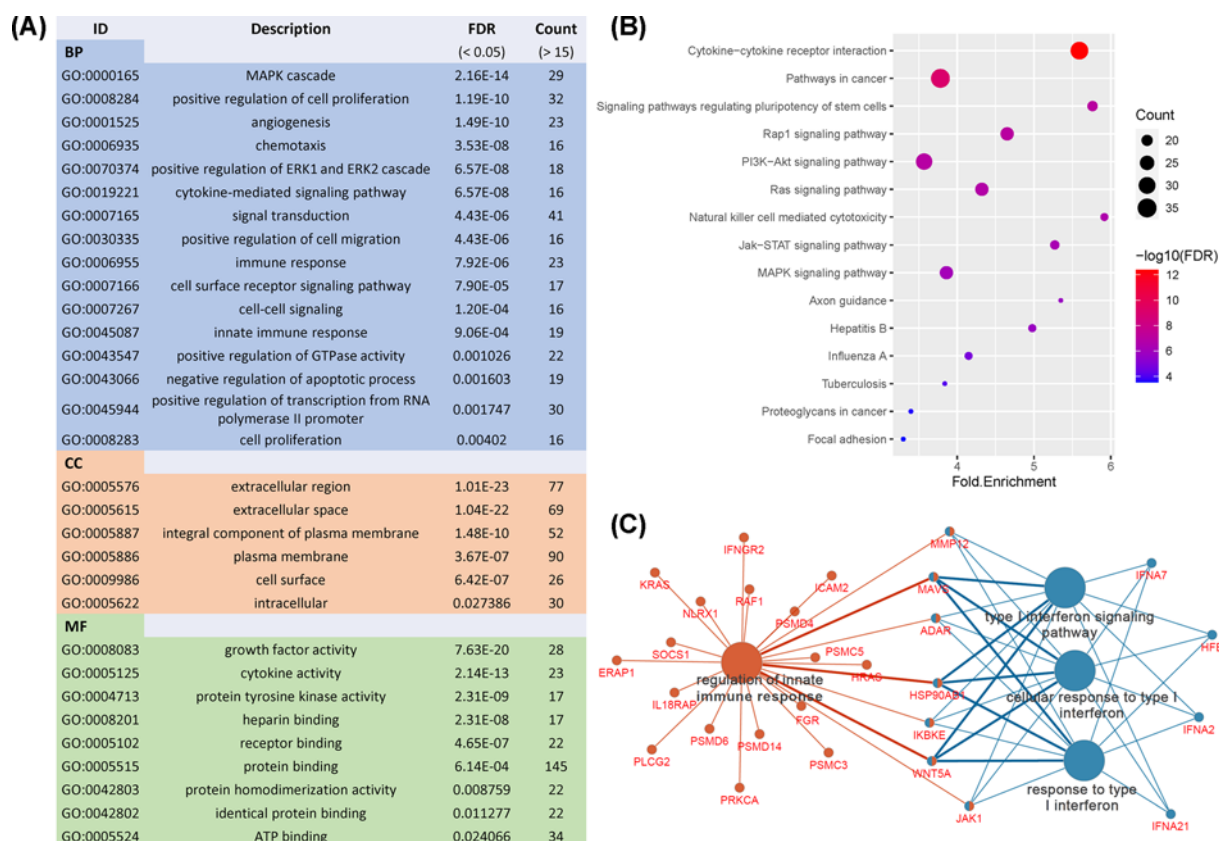 (A)
ID Description FDR Count
BP (< 0.05) (> 15)
GO:0000165 MAPK cascade 2.16E-14 29
GO:0008284 positive regulation of cell proliferation 1.19E-10 32
GO:0001525 angiogenesis 1.49E-10 23
GO:0006935 chemotaxis 3.53E-08 16
GO:0070374 positive regulation of ERK1 and ERK2 cascade 6.57E-08 18
GO:0019221 cytokine-mediated signaling pathway 6.57E-08 16
GO:0007165 signal transduction 4.43E-06 41
GO:0030335 positive regulation of cell migration 4.43E-06 16
GO:0006955 immune response 7.92E-06 23
GO:0007166 cell surface receptor signaling pathway 7.90E-05 17
GO:0007267 cell-cell signaling 1.20E-04 16
GO:0045087 innate immune response 9.06E-04 19
GO:0043547 positive regulation of GTPase activity 0.001026 22
GO:0043066 negative regulation of apoptotic process 0.001603 19
GO:0045944 positive regulation of transcription from RNA 0.001747 30
polymerase II promoter
GO:0008283 cell proliferation 0.00402 16
CC
GO:0005576 extracellular region 1.01E-23 77
GO:0005615 extracellular space 1.04E-22 69
GO:0005887 integral component of plasma membrane 1.48E-10 52
GO:0005886 plasma membrane 3.67E-07 90
GO:0009986 cell surface 6.42E-07 26
GO:0005622 intracellular 0.027386 30
MF
GO:0008083 growth factor activity 7.63E-20 28
GO:0005125 cytokine activity 2.14E-13 23
GO:0004713 protein tyrosine kinase activity 2.31E-09 17
GO:0008201 heparin binding 2.31E-08 17
GO:0005102 receptor binding 4.65E-07 22
GO:0005515 protein binding 6.14E-04 145
GO:0042803 protein homodimerization activity 0.008759 22
GO:0042802 identical protein binding 0.011277 22
GO:0005524 ATP binding 0.024066 34
(B)
Cytokine−cytokine receptor interaction
Pathways in cancer
Signaling pathways regulating pluripotency of stem cells
Rap1 signaling pathway
PI3K−Akt signaling pathway
Ras signaling pathway
Natural killer cell mediated cytotoxicity
Jak−STAT signaling pathway
MAPK signaling pathway
Axon guidance
Hepatitis B
Influenza A
Tuberculosis
Proteoglycans in cancer
Focal adhesion
4 5 6
Fold.Enrichment
Count
20
25
30
35
−log10(FDR)
12
10
8
6
4
(C)
IFNGR2
KRAS
ICAM2
RAF1
NLRX1
PSMD4
SOCS1
PSMC5
ERAP1
HRAS
regulation of innate
immune response
IL18RAP
FGR
PSMD6
PSMD14
PLCG2
PSMC3
PRKCA
MMP12
MAVS
ADAR
HSP90AB1
IKBKE
WNT5A
JAK1
IFNA7
type I interferon signaling
pathway
HFE
cellular response to type I
interferon
IFNA2
response to type
I interferon
IFNA21